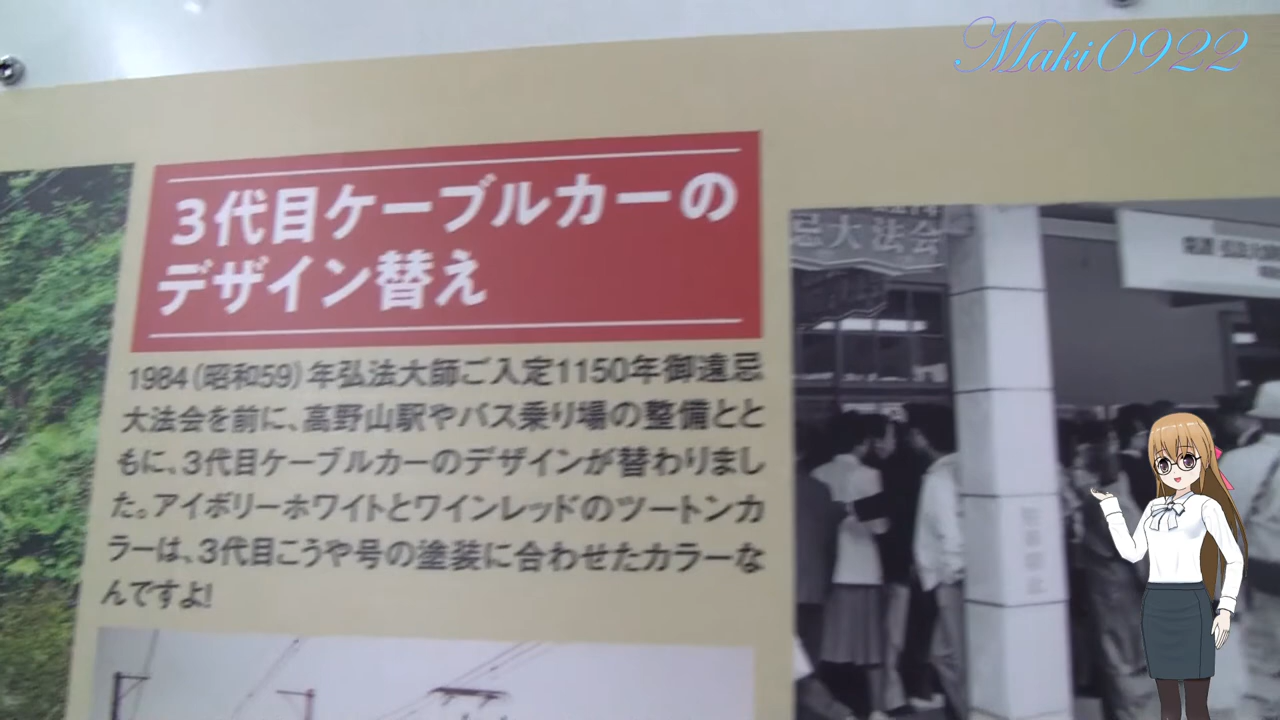 Maki0922
3代目ケーブルカーの
デザイン替え
1984(昭和59)年弘法大師ご入定1150年御遠忌
大法会を前に、高野山駅やバス乗り場の整備とと
もに、3代目ケーブルカーのデザインが替わりまし
た。アイボリーホワイトとワインレッドのツートンカ
ラーは、3代目こうや号の塗装に合わせたカラーな
んですよ!
忌大法会